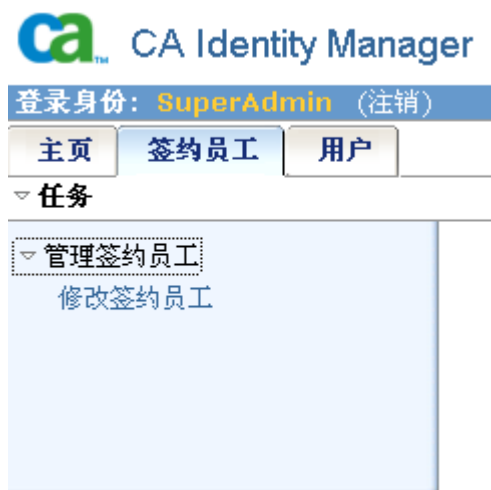 ca™ CA Identity Manager
登录身份: SuperAdmin (注销)
主页 签约员工 用户
任务
管理签约员工
修改签约员工